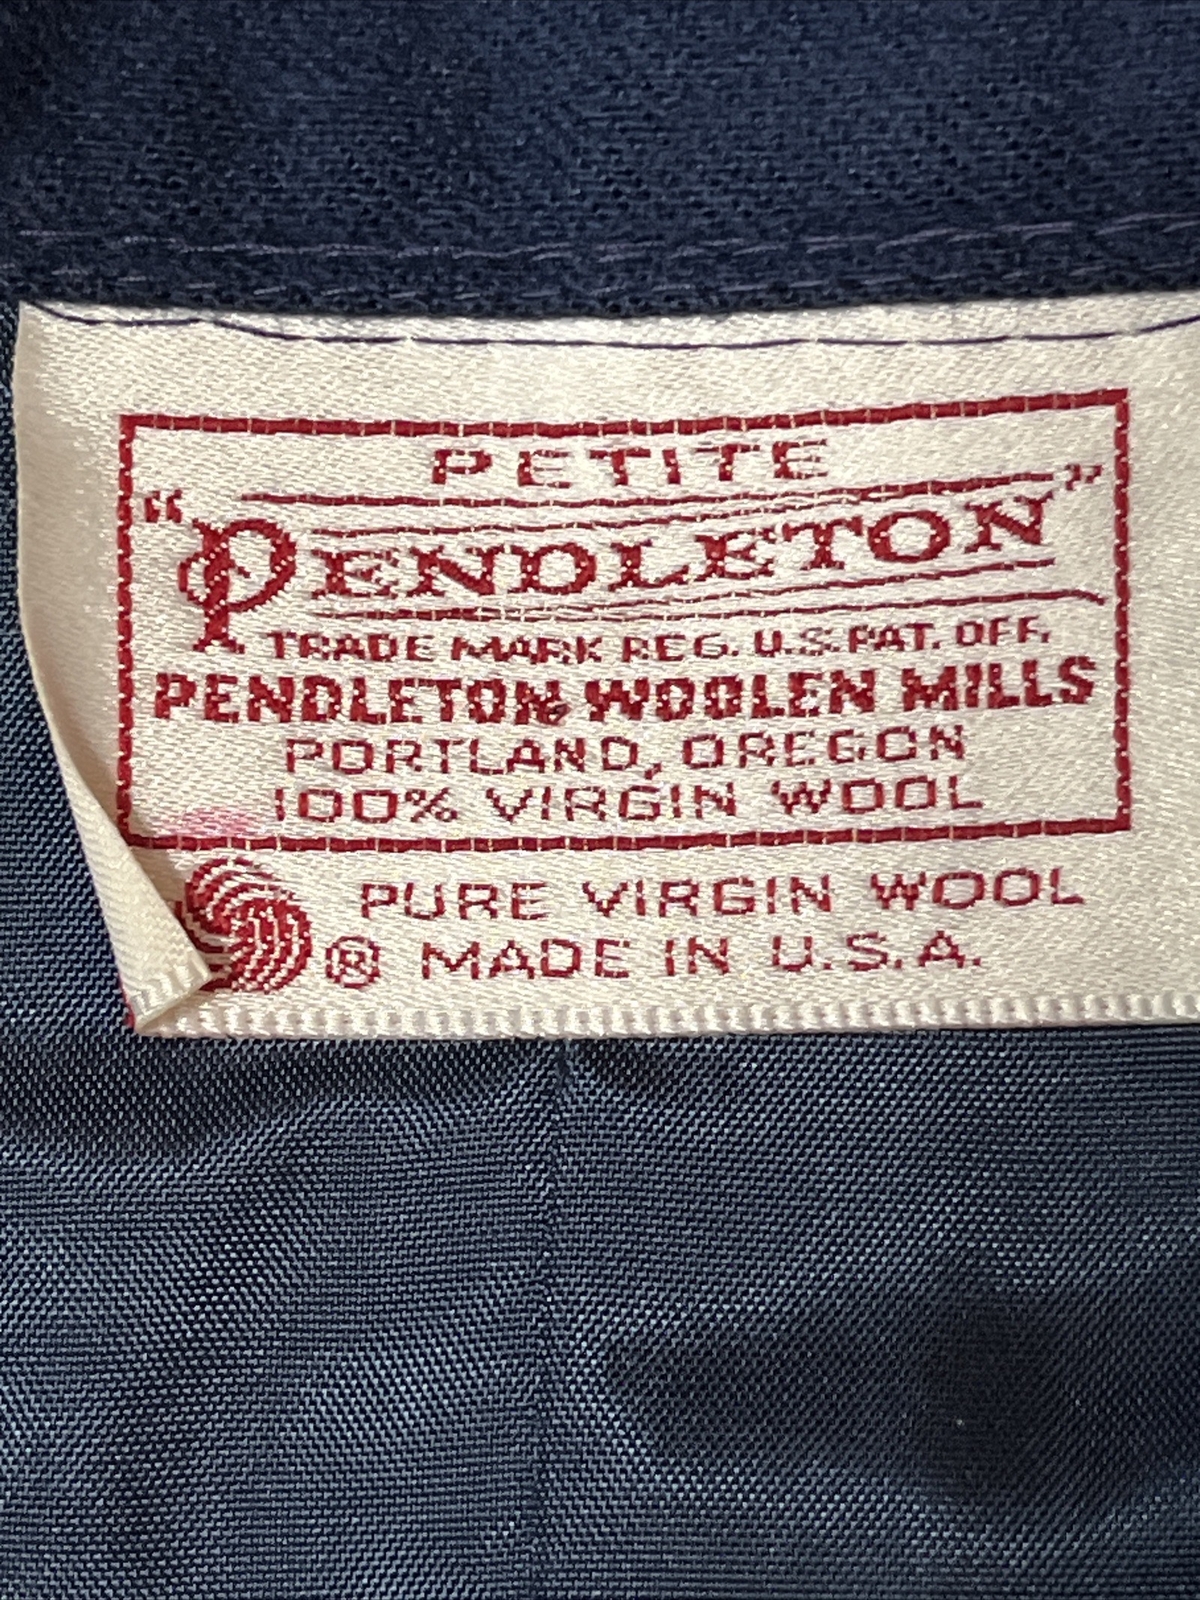 PETITE
"PENDLETON"
TRADE MARK REG. U.S. PAT. OFF.
PENDLETON WOOLEN MILLS
PORTLAND, OREGON
100% VIRGIN WOOL
PURE VIRGIN WOOL
® MADE IN U.S.A.